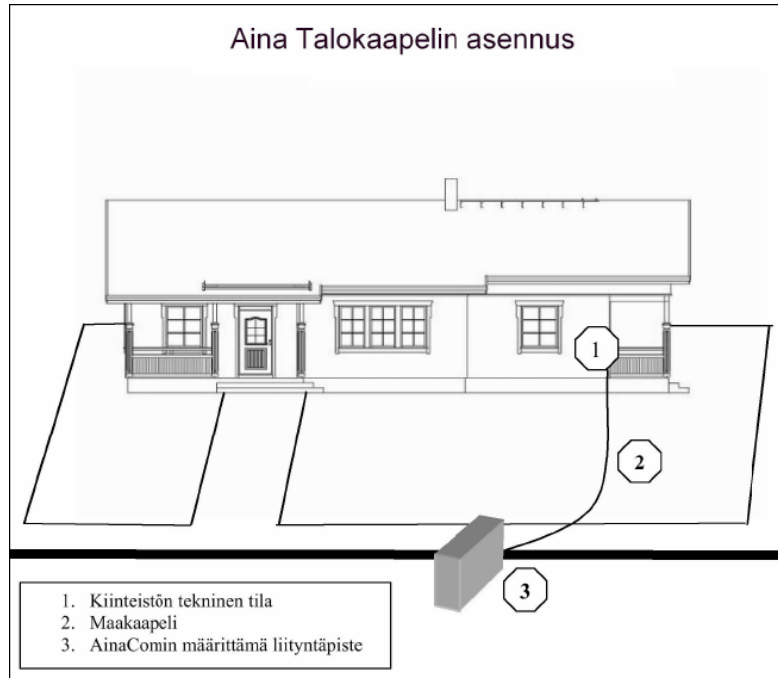 Aina Talokaapelin asennus
1
2
3
1. Kiinteistön tekninen tila
2. Maakaapeli
3. AinaComin määrittämä liityntäpiste